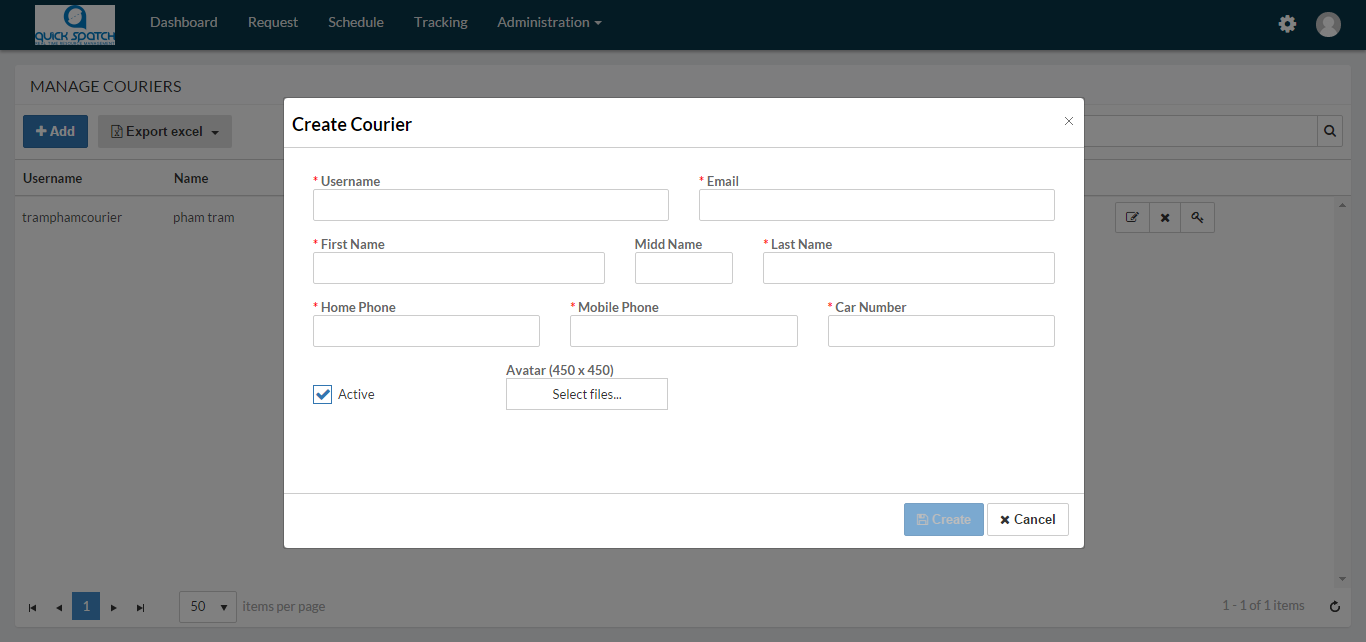 QUICK SPATCH
Dashboard Request Schedule Tracking Administration
MANAGE COURIERS
Add Export excel
Username Name
tramphamcourier pham tram
Create Courier
* Username * Email
* First Name Midd Name * Last Name
* Home Phone * Mobile Phone * Car Number
Avatar (450 x 450)
Active Select files...
Create Cancel
1 50 items per page 1 - 1 of 1 items